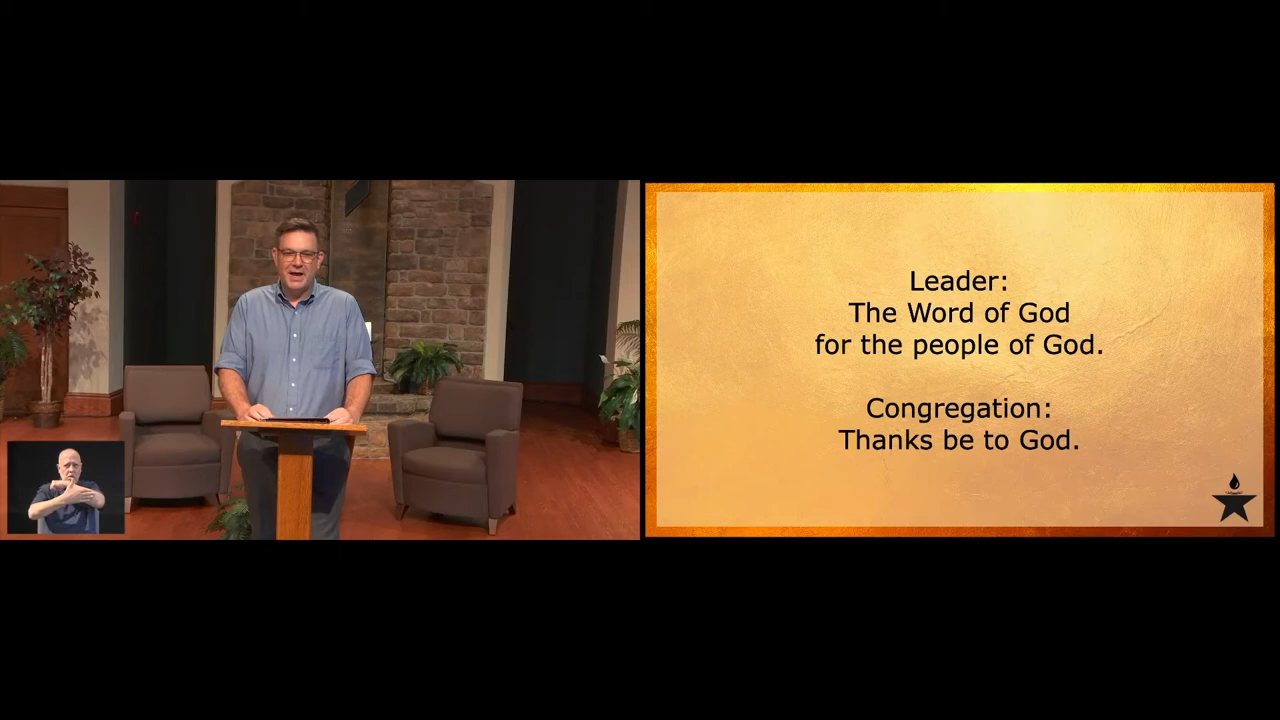 Leader:
The Word of God
for the people of God.
Congregation:
Thanks be to God.